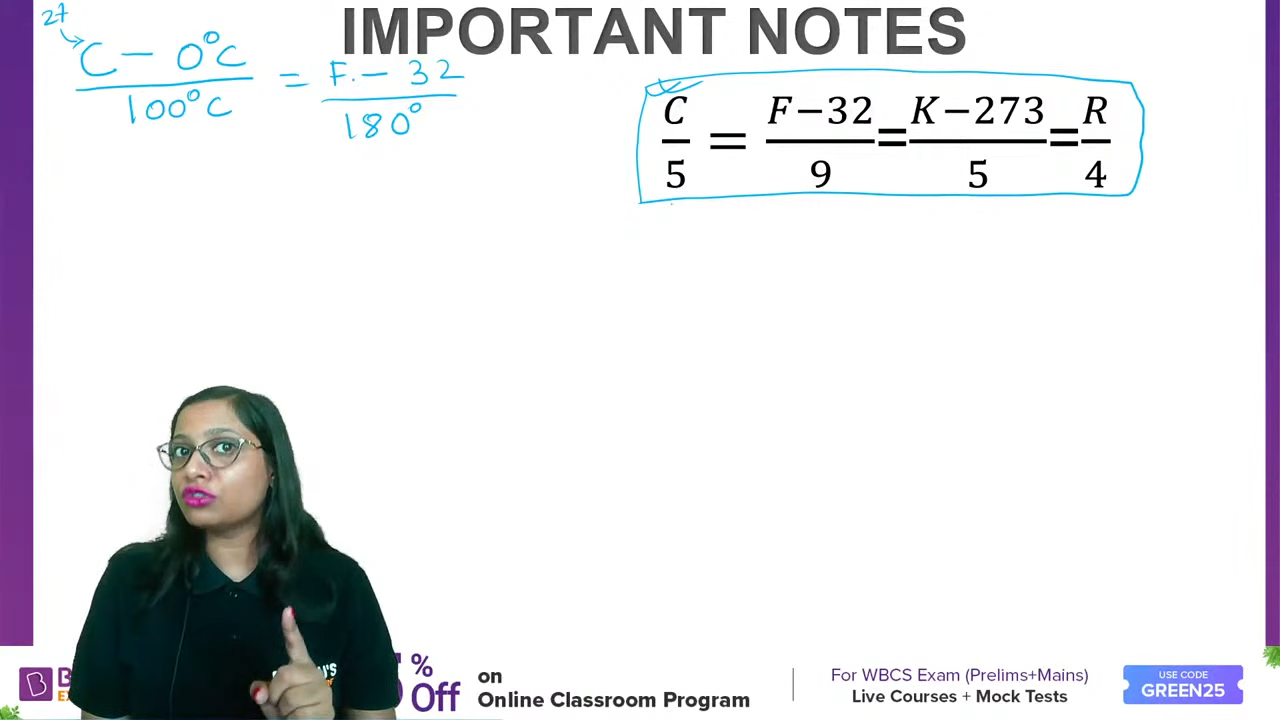 IMPORTANT NOTES
27
C - 0°C / 100°C = F. - 32 / 180°
C/5 = F-32/9 = K-273/5 = R/4
% Off
on
Online Classroom Program
For WBCS Exam (Prelims+Mains)
Live Courses + Mock Tests
USE CODE
GREEN25